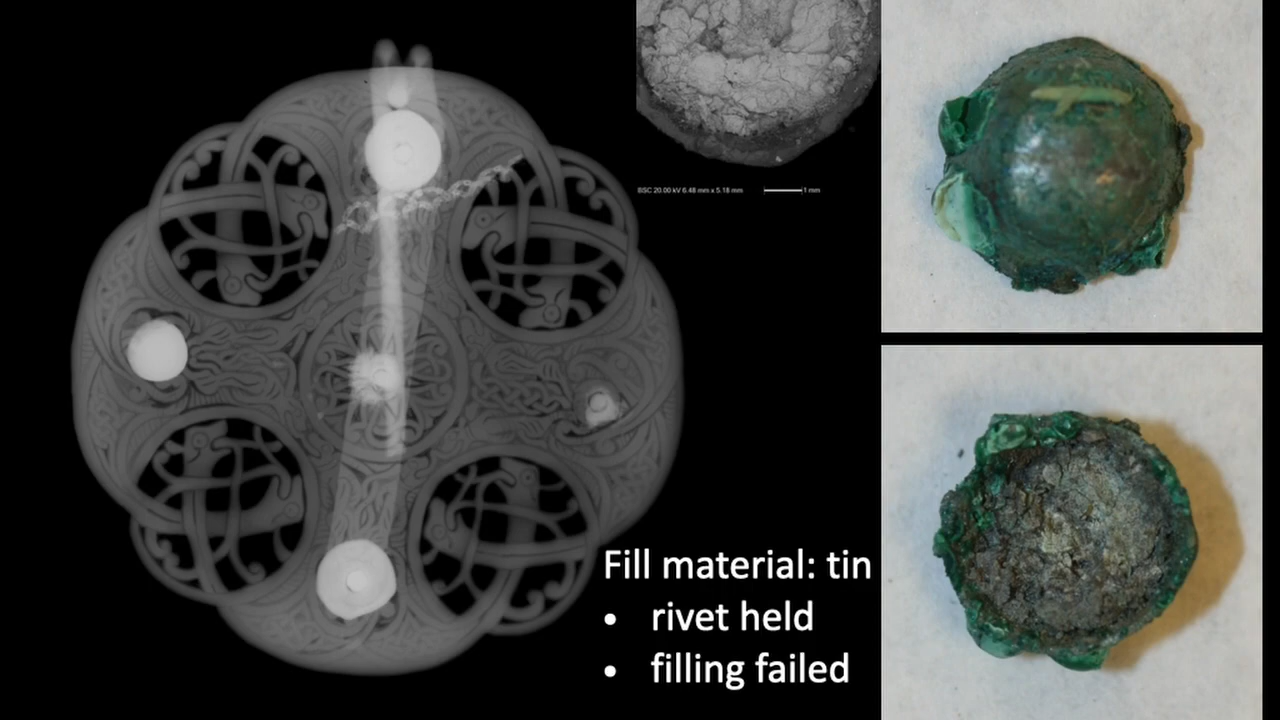 BSC 20.00 kV 6.48 mm x 5.18 mm 1 mm
Fill material: tin
• rivet held
• filling failed